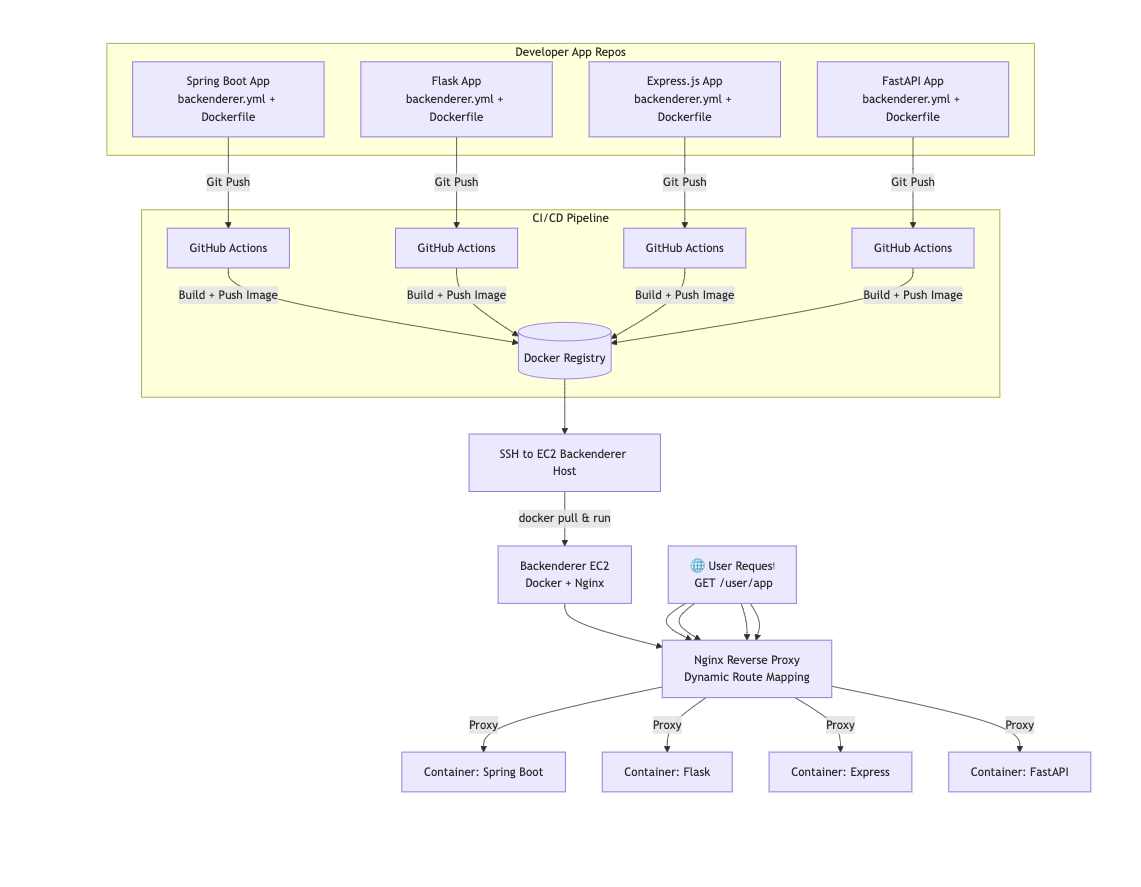 Developer App Repos
Spring Boot App
backenderer.yml +
Dockerfile
Flask App
backenderer.yml +
Dockerfile
Express.js App
backenderer.yml +
Dockerfile
FastAPI App
backenderer.yml +
Dockerfile
Git Push
Git Push
Git Push
Git Push
CI/CD Pipeline
GitHub Actions
GitHub Actions
GitHub Actions
GitHub Actions
Build + Push Image
Build + Push Image
Build + Push Image
Build + Push Image
Docker Registry
SSH to EC2 Backenderer
Host
docker pull & run
Backenderer EC2
Docker + Nginx
🌐 User Request
GET /user/app
Nginx Reverse Proxy
Dynamic Route Mapping
Proxy
Proxy
Proxy
Proxy
Container: Spring Boot
Container: Flask
Container: Express
Container: FastAPI